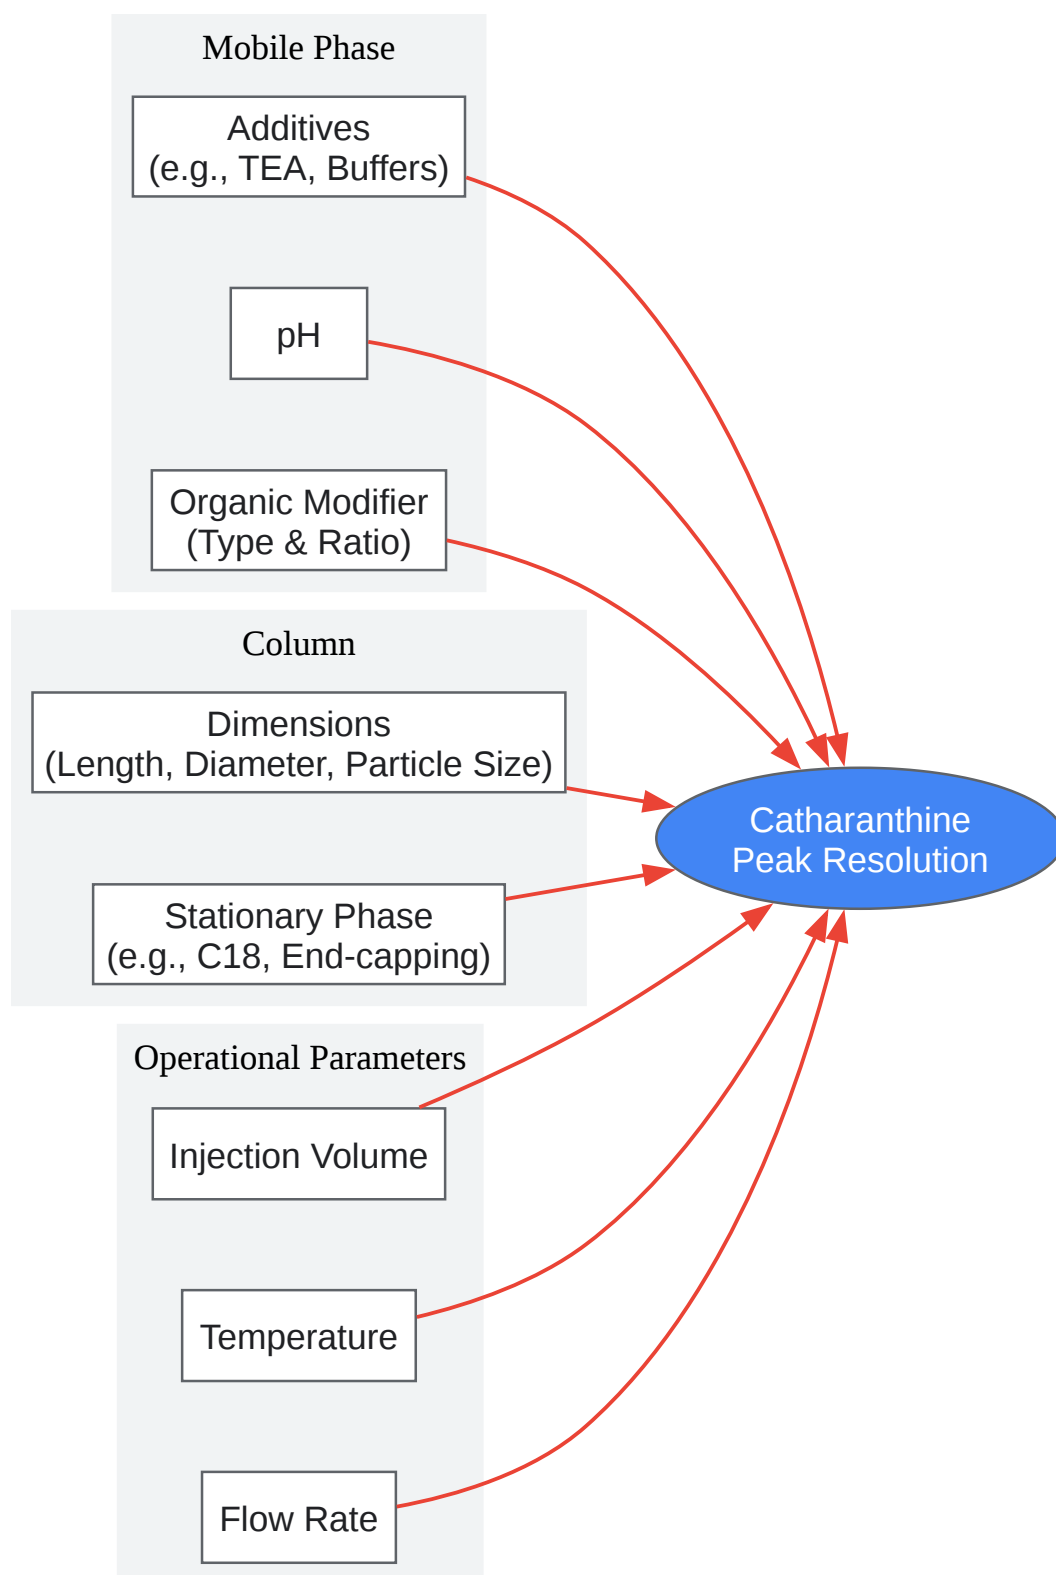 Mobile Phase
Additives
(e.g., TEA, Buffers)
pH
Organic Modifier
(Type & Ratio)
Column
Dimensions
(Length, Diameter, Particle Size)
Stationary Phase
(e.g., C18, End-capping)
Catharanthine
Peak Resolution
Operational Parameters
Injection Volume
Temperature
Flow Rate